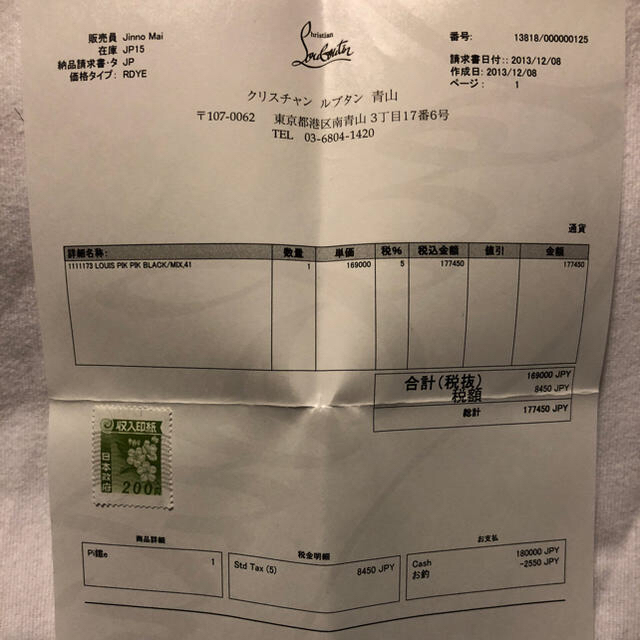 販売員 Jinno Mai
在庫 JP15
納品請求書・タ JP
価格タイプ: RDYE
Christian
Louboutin
番号: 13818/000000125
請求書日付:: 2013/12/08
作成日: 2013/12/08
ページ: 1
クリスチャン ルブタン 青山
〒107-0062 東京都港区南青山 3丁目17番6号
TEL 03-6804-1420
通貨
詳細名称: 数量 単価 税% 税込金額 値引 金額
1111173 LOUIS PIK PIK BLACK/MIX,41 1 169000 5 177450 177450
合計(税抜) 169000 JPY
税額 8450 JPY
総計 177450 JPY
収入印紙
日本政府
200円
商品詳細
1
税金明細
Std Tax (5) 8450 JPY
お支払
Cash 180000 JPY
お釣 -2550 JPY